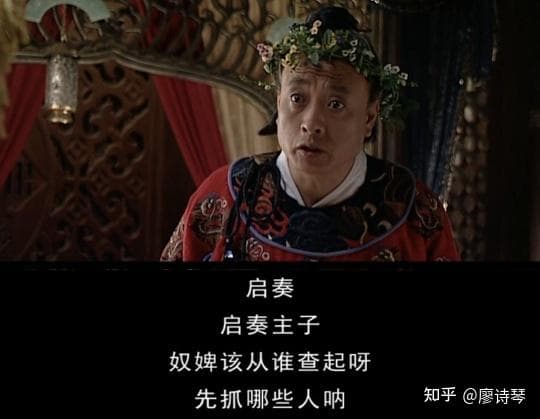 启奏
启奏主子
奴婢该从谁查起呀
先抓哪些人呐
知乎 @廖诗琴